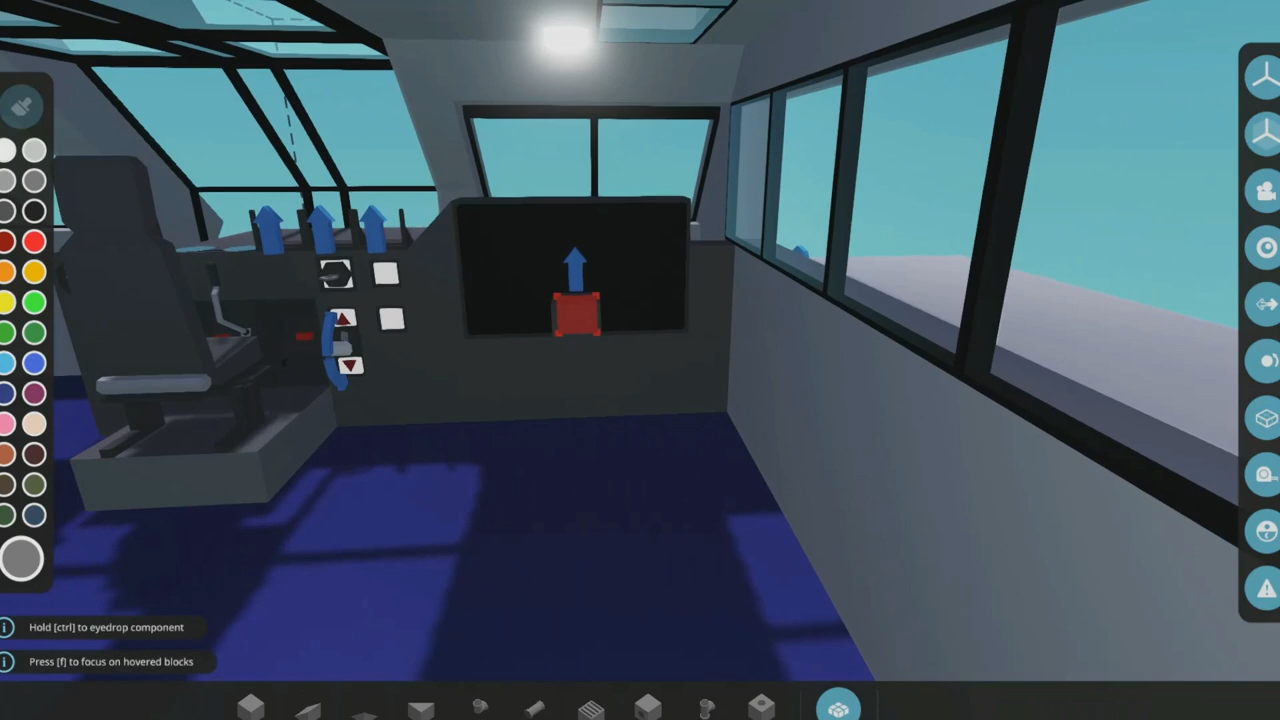 Hold [ctrl] to eyedrop component
Press [f] to focus on hovered blocks